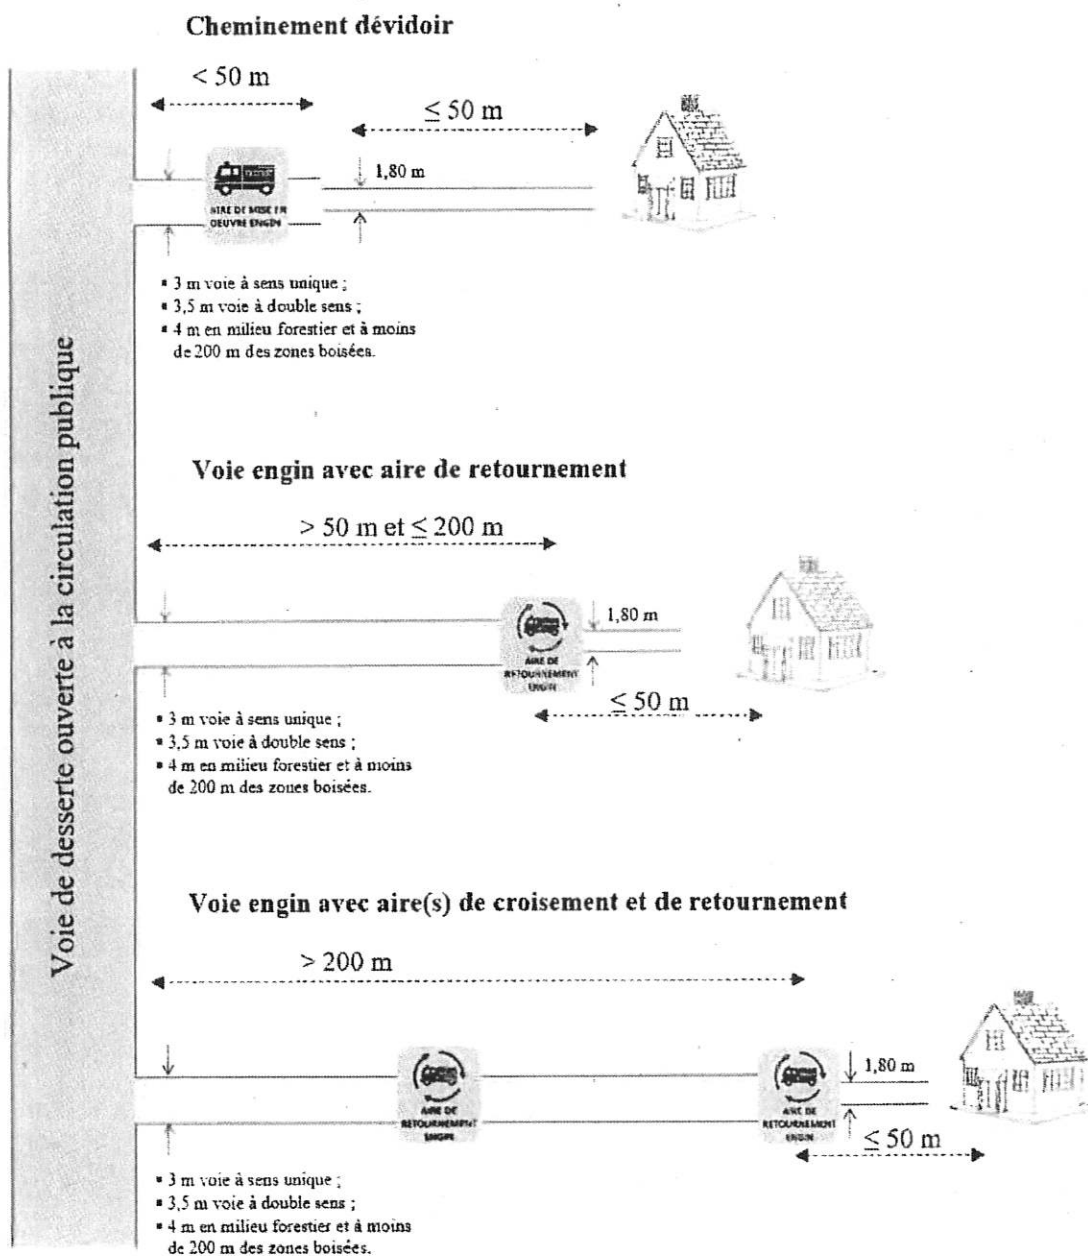 Cheminement dévidoir
< 50 m
≤ 50 m
1,80 m
AIRE DE MISE EN
OEUVRE ENGIN
▪ 3 m voie à sens unique ;
▪ 3,5 m voie à double sens ;
▪ 4 m en milieu forestier et à moins
de 200 m des zones boisées.
Voie de desserte ouverte à la circulation publique
Voie engin avec aire de retournement
> 50 m et ≤ 200 m
1,80 m
AIRE DE
RETOURNEMENT
ENGIN
≤ 50 m
▪ 3 m voie à sens unique ;
▪ 3,5 m voie à double sens ;
▪ 4 m en milieu forestier et à moins
de 200 m des zones boisées.
Voie engin avec aire(s) de croisement et de retournement
> 200 m
AIRE DE
RETOURNEMENT
ENGIN
AIRE DE
RETOURNEMENT
ENGIN
1,80 m
≤ 50 m
▪ 3 m voie à sens unique ;
▪ 3,5 m voie à double sens ;
▪ 4 m en milieu forestier et à moins
de 200 m des zones boisées.